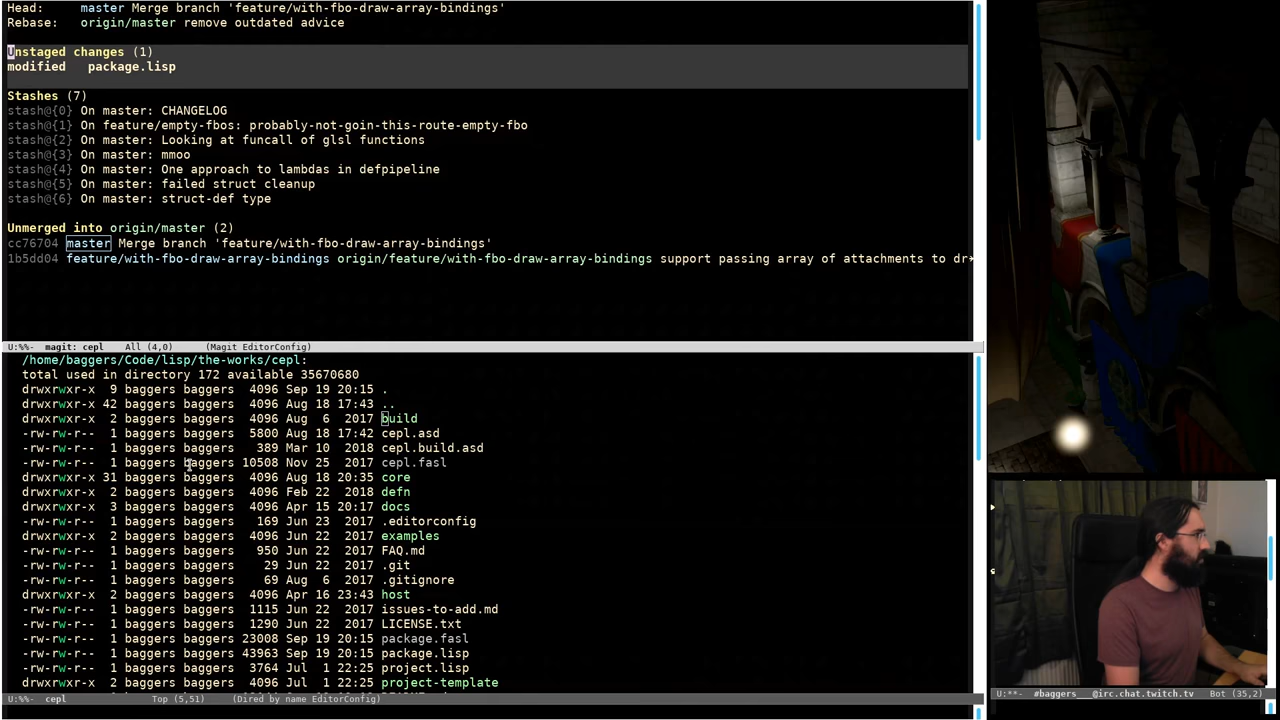 Head:     master Merge branch 'feature/with-fbo-draw-array-bindings'
Rebase:   origin/master remove outdated advice
Unstaged changes (1)
modified   package.lisp
Stashes (7)
stash@{0} On master: CHANGELOG
stash@{1} On feature/empty-fbos: probably-not-goin-this-route-empty-fbo
stash@{2} On master: Looking at funcall of glsl functions
stash@{3} On master: mmoo
stash@{4} On master: One approach to lambdas in defpipeline
stash@{5} On master: failed struct cleanup
stash@{6} On master: struct-def type
Unmerged into origin/master (2)
cc76704 master Merge branch 'feature/with-fbo-draw-array-bindings'
1b5dd04 feature/with-fbo-draw-array-bindings origin/feature/with-fbo-draw-array-bindings support passing array of attachments to dr
U:%%-  magit: cepl    All (4,0)    (Magit EditorConfig)
/home/baggers/Code/lisp/the-works/cepl:
total used in directory 172 available 35670680
drwxrwxr-x  9 baggers baggers  4096 Sep 19 20:15 .
drwxrwxr-x 42 baggers baggers  4096 Aug 18 17:43 ..
drwxrwxr-x  2 baggers baggers  4096 Aug  6  2017 build
-rw-rw-r--  1 baggers baggers  5800 Aug 18 17:42 cepl.asd
-rw-rw-r--  1 baggers baggers   389 Mar 10  2018 cepl.build.asd
-rw-rw-r--  1 baggers baggers 10508 Nov 25  2017 cepl.fasl
drwxrwxr-x 31 baggers baggers  4096 Aug 18 20:35 core
drwxrwxr-x  2 baggers baggers  4096 Feb 22  2018 defn
drwxrwxr-x  3 baggers baggers  4096 Apr 15 20:17 docs
-rw-rw-r--  1 baggers baggers   169 Jun 23  2017 .editorconfig
drwxrwxr-x  2 baggers baggers  4096 Jun 22  2017 examples
-rw-rw-r--  1 baggers baggers   950 Jun 22  2017 FAQ.md
-rw-rw-r--  1 baggers baggers    29 Jun 22  2017 .git
-rw-rw-r--  1 baggers baggers    69 Aug  6  2017 .gitignore
drwxrwxr-x  2 baggers baggers  4096 Apr 16 23:43 host
-rw-rw-r--  1 baggers baggers  1115 Jun 22  2017 issues-to-add.md
-rw-rw-r--  1 baggers baggers  1290 Jun 22  2017 LICENSE.txt
-rw-rw-r--  1 baggers baggers 23008 Sep 19 20:15 package.fasl
-rw-rw-r--  1 baggers baggers 43963 Sep 19 20:15 package.lisp
-rw-rw-r--  1 baggers baggers  3764 Jul  1 22:25 project.lisp
drwxrwxr-x  2 baggers baggers  4096 Jul  1 22:25 project-template
U:%%-  cepl           Top (5,51)     (Dired by name EditorConfig)
U:**-  #baggers___@irc.chat.twitch.tv   Bot (35,2)